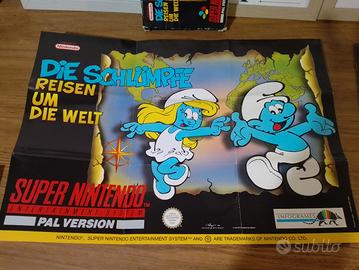 Nintendo
DIE SCHLÜMPFE
REISEN
UM
DIE WELT
SUPER NINTENDO
ENTERTAINMENT SYSTEM
PAL VERSION
INFOGRAMES
NINTENDO, SUPER NINTENDO ENTERTAINMENT SYSTEM™ AND ARE TRADEMARKS OF NINTENDO CO., LTD.
subito